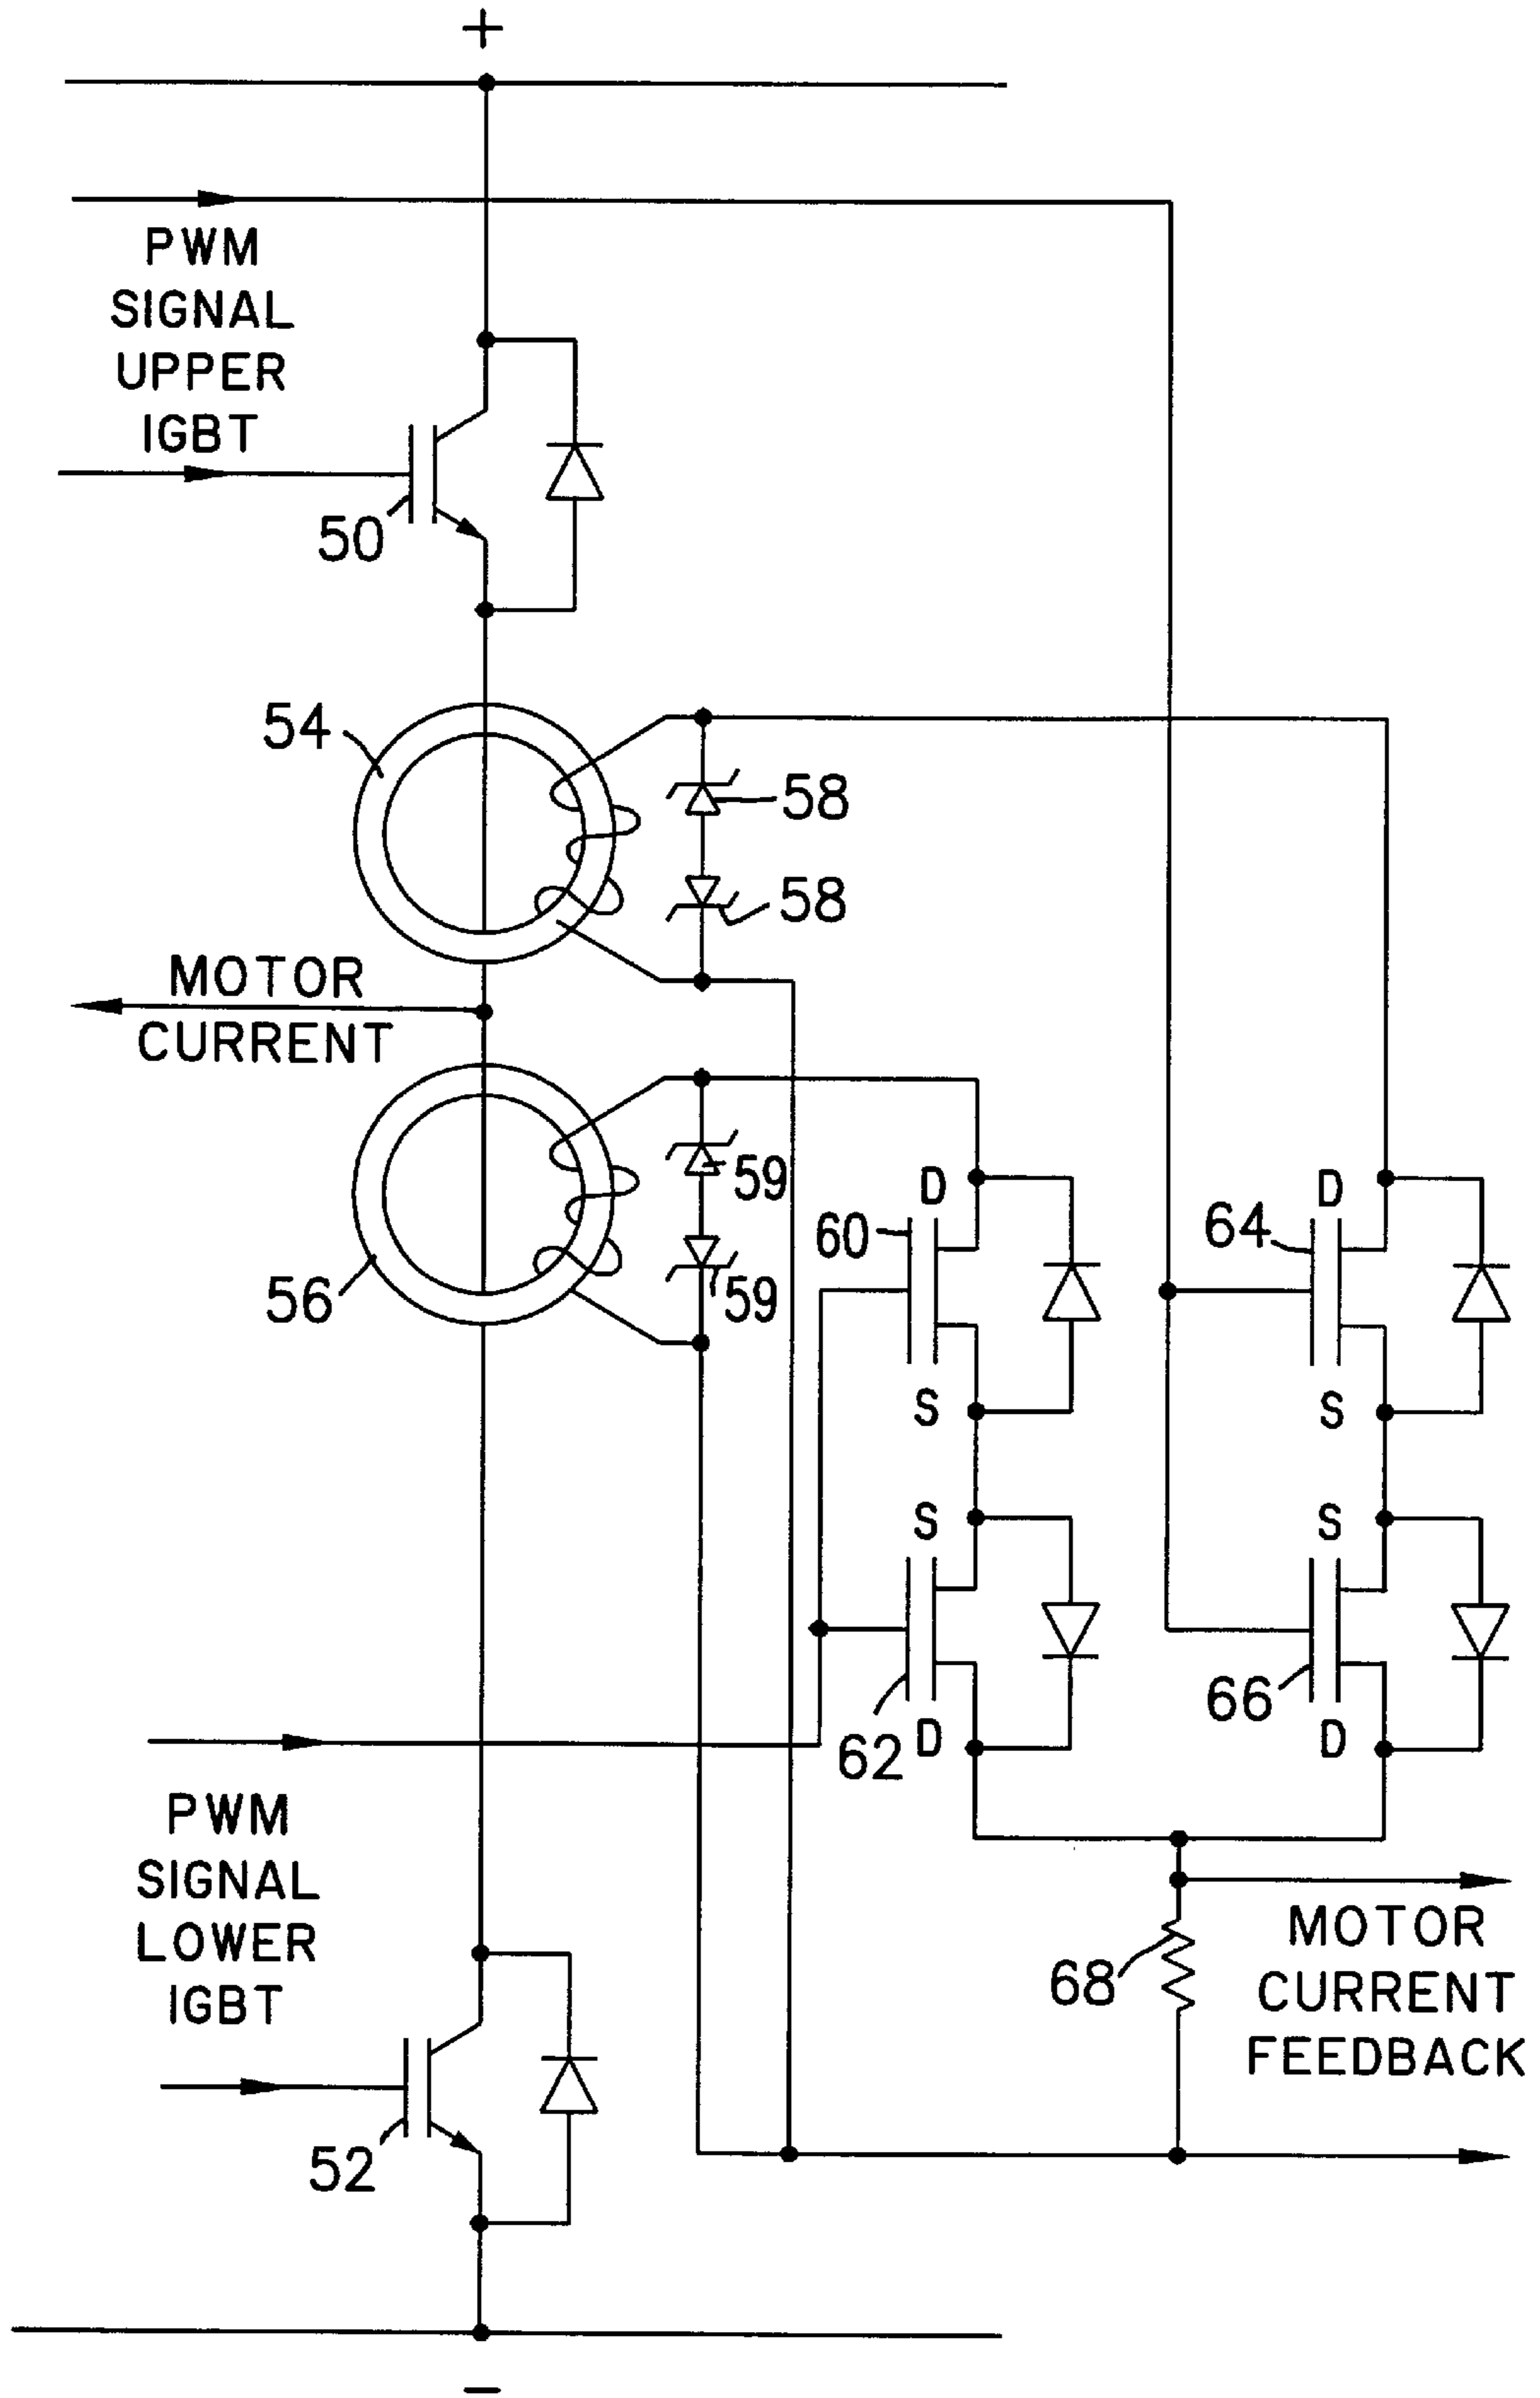 +
PWM
SIGNAL
UPPER
IGBT
50
54
58
58
MOTOR
CURRENT
59
59
56
D
60
S
S
62
D
D
64
S
S
66
D
PWM
SIGNAL
LOWER
IGBT
52
68
MOTOR
CURRENT
FEEDBACK
−